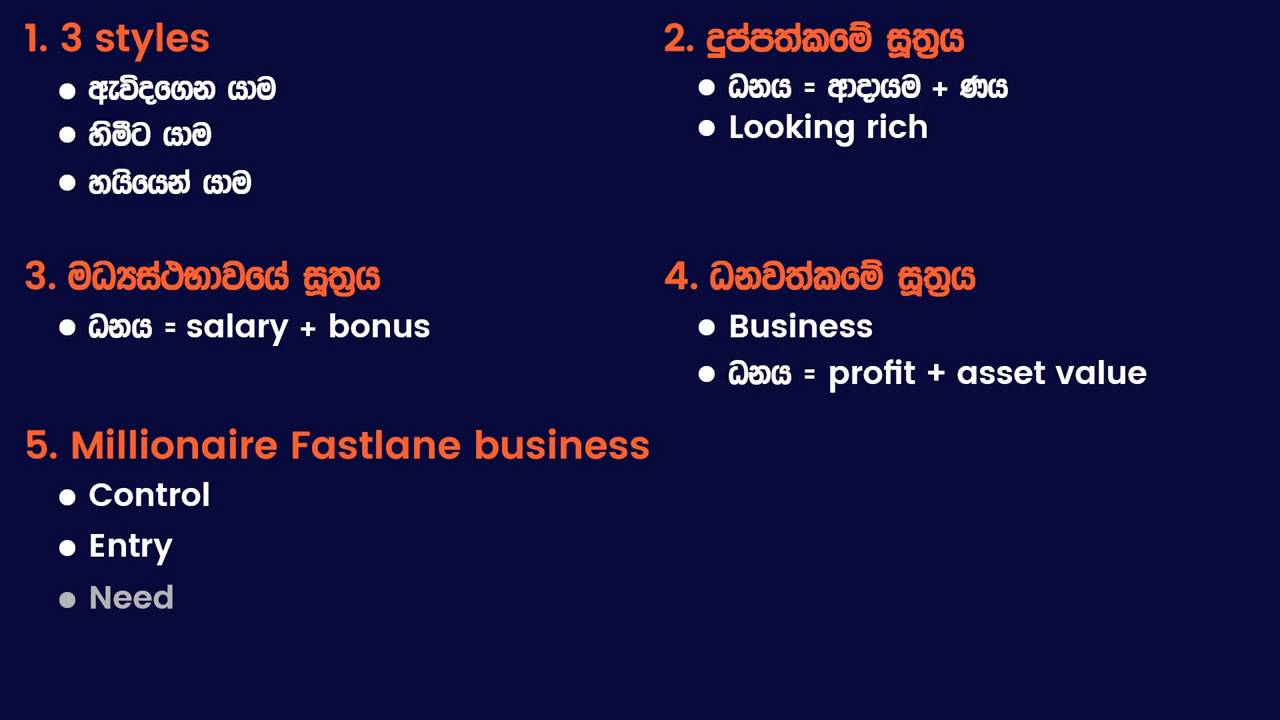 1. 3 styles
● ඇවිදගෙන යාම
● හිමීට යාම
● හයියෙන් යාම
2. දුප්පත්කමේ සූත්‍රය
● ධනය = ආදායම + ණය
● Looking rich
3. මධ්‍යස්ථභාවයේ සූත්‍රය
● ධනය = salary + bonus
4. ධනවත්කමේ සූත්‍රය
● Business
● ධනය = profit + asset value
5. Millionaire Fastlane business
● Control
● Entry
● Need